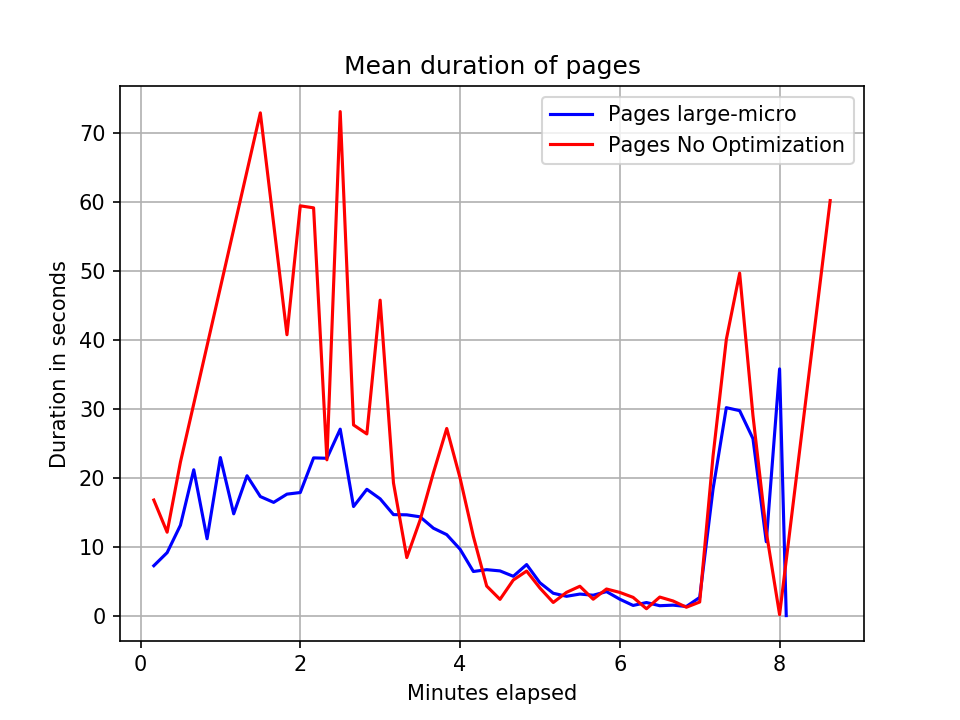 Mean duration of pages
Pages large-micro
Pages No Optimization
70
60
50
40
30
20
10
0
Duration in seconds
0 2 4 6 8
Minutes elapsed